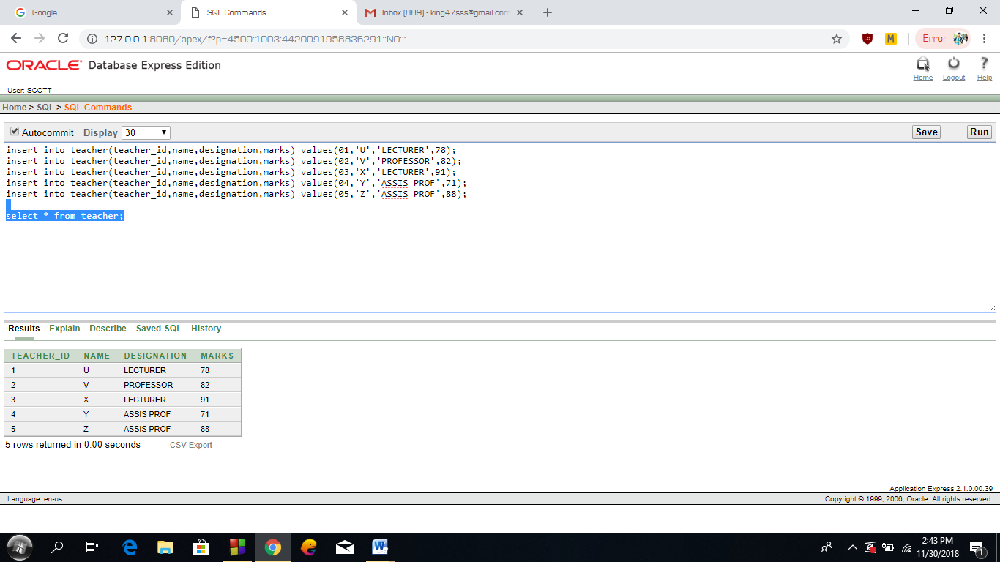 Google
SQL Commands
Inbox (889) - king47sss@gmail.com
127.0.0.1:8080/apex/f?p=4500:1003:4420091958836291::NO:::
M
Error
ORACLE Database Express Edition
Home Logout Help
User: SCOTT
Home > SQL > SQL Commands
Autocommit Display 30
Save Run
insert into teacher(teacher_id,name,designation,marks) values(01,'U','LECTURER',78);
insert into teacher(teacher_id,name,designation,marks) values(02,'V','PROFESSOR',82);
insert into teacher(teacher_id,name,designation,marks) values(03,'X','LECTURER',91);
insert into teacher(teacher_id,name,designation,marks) values(04,'Y','ASSIS PROF',71);
insert into teacher(teacher_id,name,designation,marks) values(05,'Z','ASSIS PROF',88);
select * from teacher;
Results Explain Describe Saved SQL History
TEACHER_ID NAME DESIGNATION MARKS
1 U LECTURER 78
2 V PROFESSOR 82
3 X LECTURER 91
4 Y ASSIS PROF 71
5 Z ASSIS PROF 88
5 rows returned in 0.00 seconds CSV Export
Application Express 2.1.0.00.39
Language: en-us Copyright © 1999, 2006, Oracle. All rights reserved.
2:43 PM
11/30/2018
1